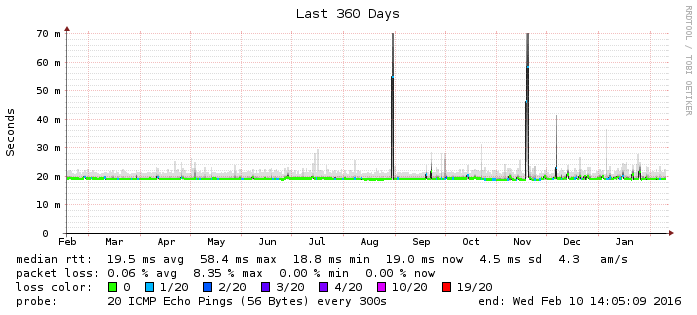 Last 360 Days
RRDTOOL / TOBI OETIKER
Seconds
70 m
60 m
50 m
40 m
30 m
20 m
10 m
0
Feb Mar Apr May Jun Jul Aug Sep Oct Nov Dec Jan
median rtt: 19.5 ms avg 58.4 ms max 18.8 ms min 19.0 ms now 4.5 ms sd 4.3 am/s
packet loss: 0.06 % avg 8.35 % max 0.00 % min 0.00 % now
loss color: 0 1/20 2/20 3/20 4/20 10/20 19/20
probe: 20 ICMP Echo Pings (56 Bytes) every 300s end: Wed Feb 10 14:05:09 2016